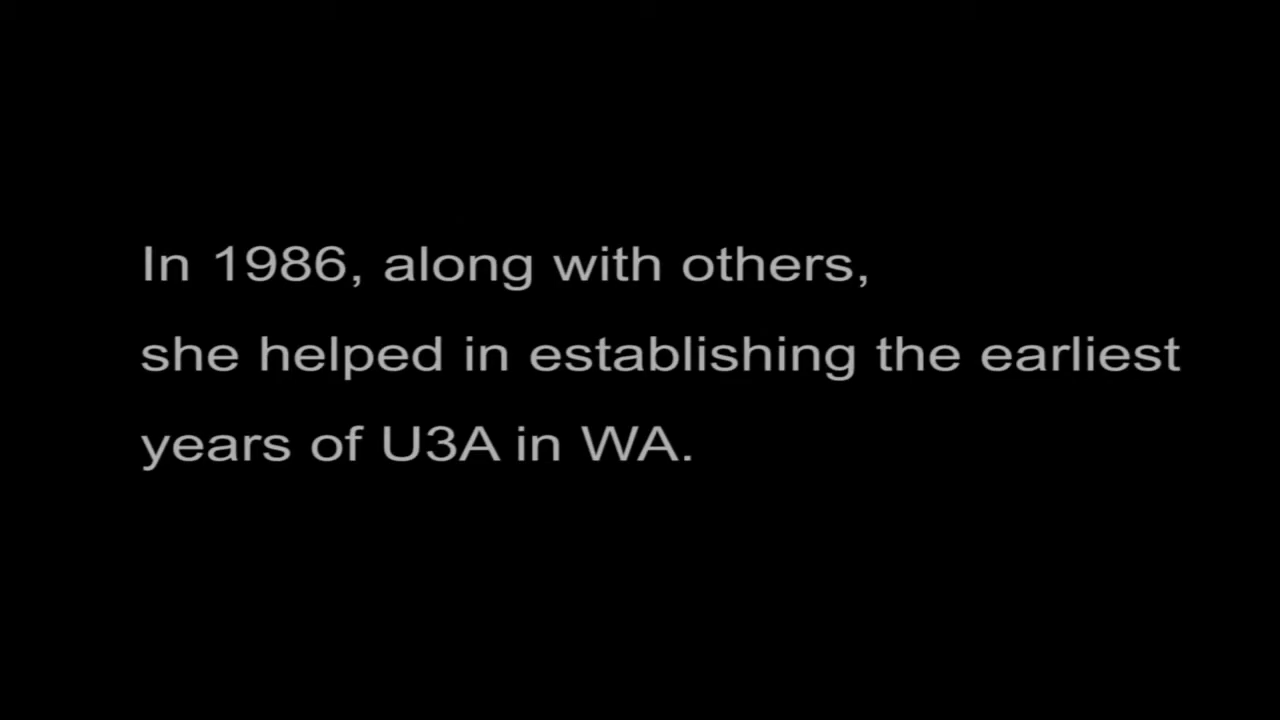 In 1986, along with others,
she helped in establishing the earliest
years of U3A in WA.